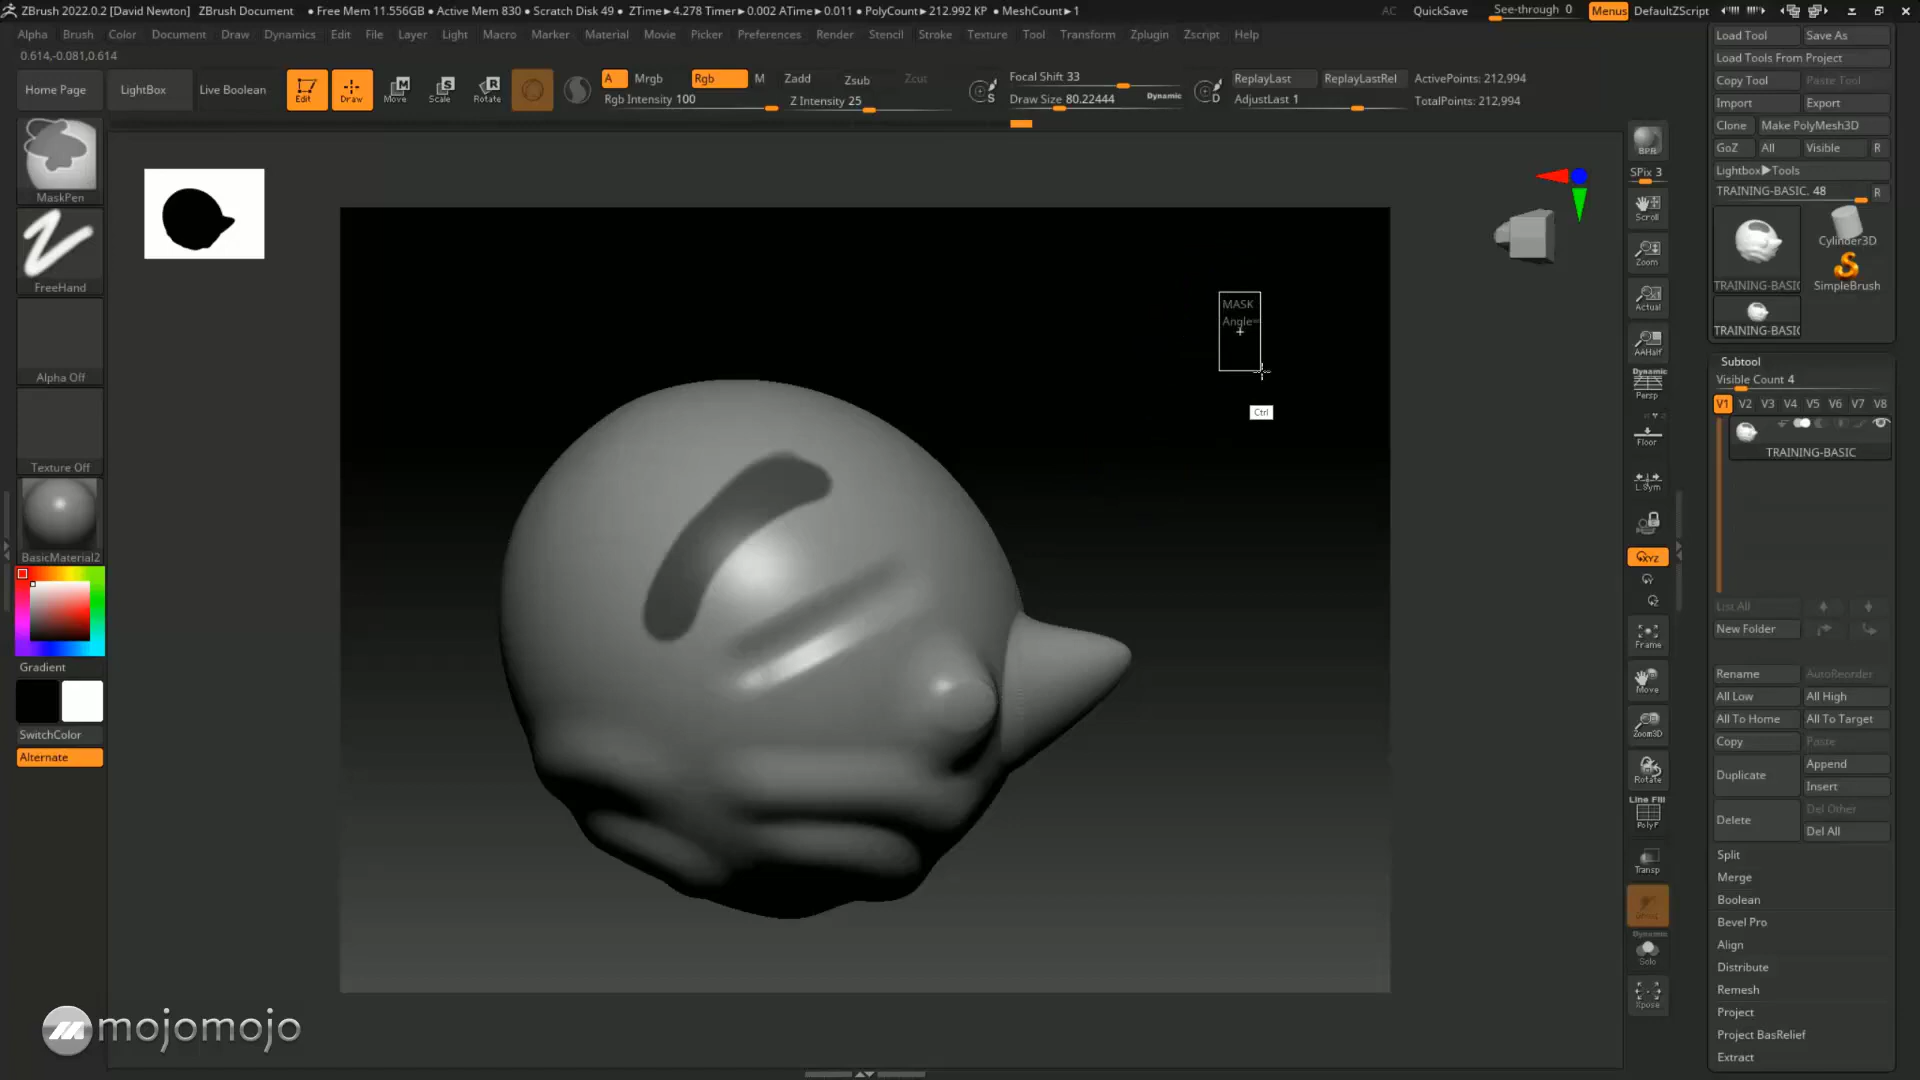 ZBrush 2022.0.2 [David Newton] ZBrush Document • Free Mem 11.556GB • Active Mem 830 • Scratch Disk 49 • ZTime►4.278 Timer►0.002 ATime►0.011 • PolyCount►212.992 KP • MeshCount►1 AC QuickSave See-through 0 Menus DefaultZScript
Alpha Brush Color Document Draw Dynamics Edit File Layer Light Macro Marker Material Movie Picker Preferences Render Stencil Stroke Texture Tool Transform Zplugin Zscript Help
0.614,-0.081,0.614
Home Page LightBox Live Boolean Edit Draw Move Scale Rotate
A Mrgb Rgb M Zadd Zsub Zcut
Rgb Intensity 100 Z Intensity 25
Focal Shift 33
Draw Size 80.22444 Dynamic
S D
ReplayLast ReplayLastRel ActivePoints: 212,994
AdjustLast 1 TotalPoints: 212,994
MaskPen
FreeHand
Alpha Off
Texture Off
BasicMaterial2
Gradient
SwitchColor
Alternate
MASK
Angle=
Ctrl
mojomojo
BPR
SPix 3
Scroll
Zoom
Actual
AAHalf
Dynamic
Persp
Floor
L.Sym
XYZ
Y
Z
Frame
Move
Zoom3D
Rotate
Line Fill
PolyF
Transp
Dynamic
Solo
Xpose
Load Tool Save As
Load Tools From Project
Copy Tool Paste Tool
Import Export
Clone Make PolyMesh3D
GoZ All Visible R
Lightbox►Tools
TRAINING-BASIC. 48 R
Cylinder3D
TRAINING-BASIC SimpleBrush
TRAINING-BASIC
Subtool
Visible Count 4
V1 V2 V3 V4 V5 V6 V7 V8
TRAINING-BASIC
List All
New Folder
Rename AutoReorder
All Low All High
All To Home All To Target
Copy Paste
Duplicate Append
Insert
Delete Del Other
Del All
Split
Merge
Boolean
Bevel Pro
Align
Distribute
Remesh
Project
Project BasRelief
Extract